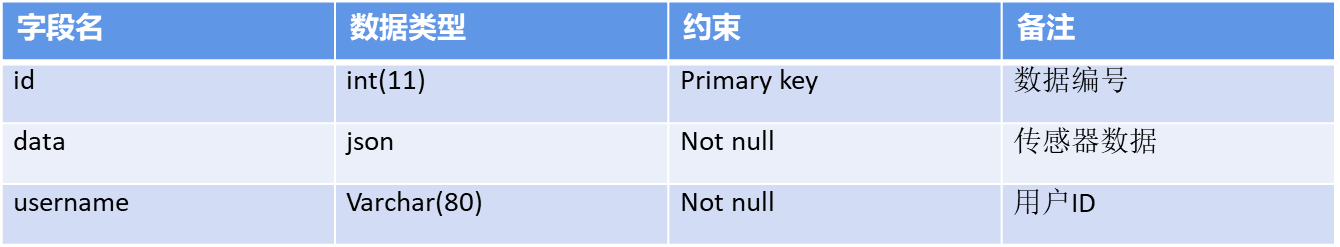 字段名 数据类型 约束 备注
id int(11) Primary key 数据编号
data json Not null 传感器数据
username Varchar(80) Not null 用户ID